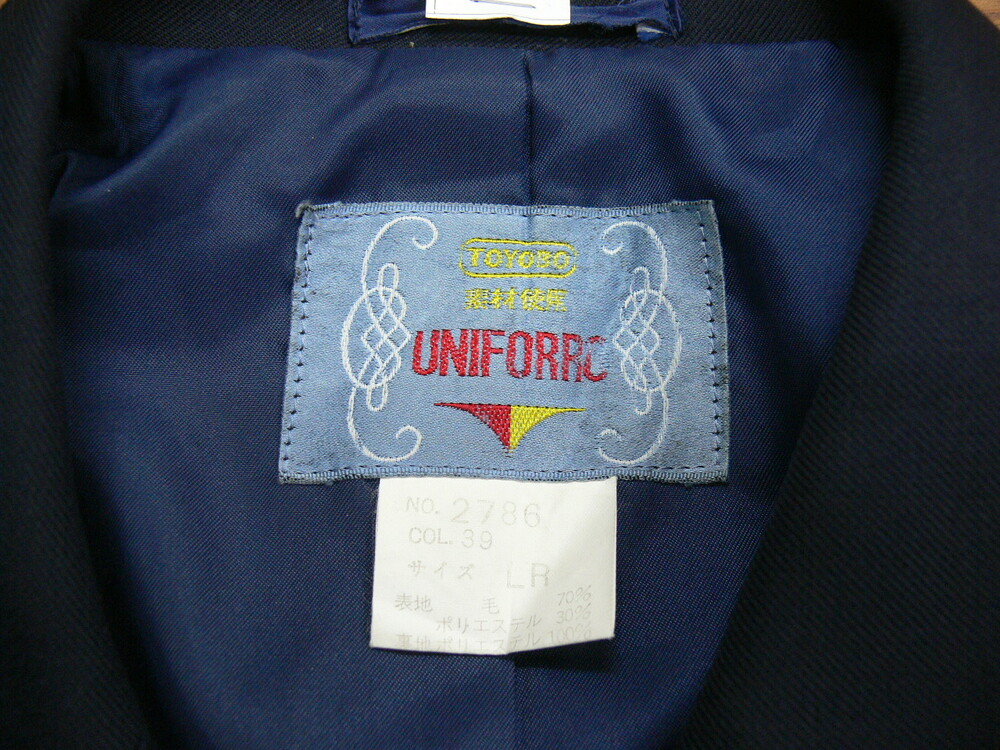 TOYOBO
素材使用
UNIFORRC
NO. 2786
COL. 39
サイズ LR
表地 毛 70%
ポリエステル 30%
裏地 ポリエステル 100%